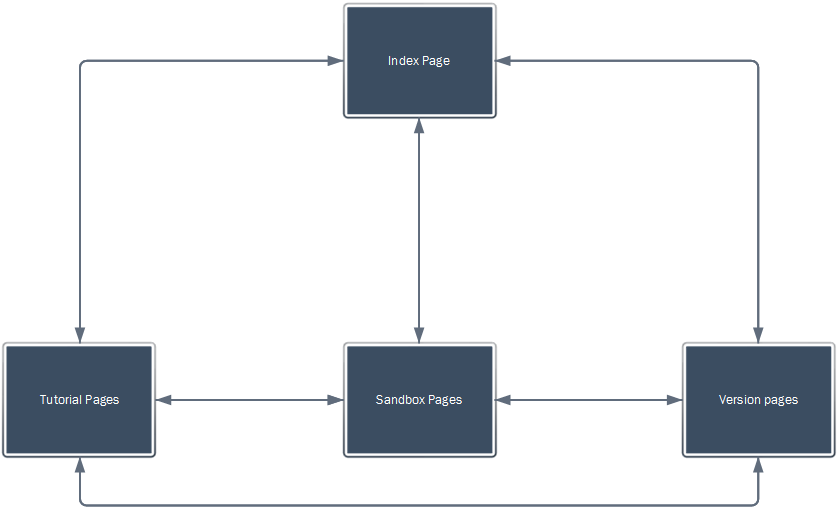 Index Page
Tutorial Pages
Sandbox Pages
Version pages